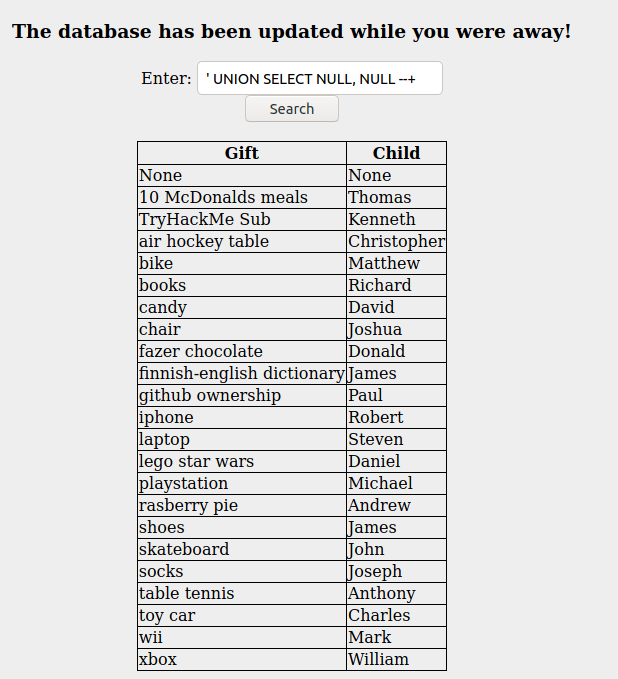 The database has been updated while you were away!
Enter: ' UNION SELECT NULL, NULL --+
Search
Gift Child
None None
10 McDonalds meals Thomas
TryHackMe Sub Kenneth
air hockey table Christopher
bike Matthew
books Richard
candy David
chair Joshua
fazer chocolate Donald
finnish-english dictionary James
github ownership Paul
iphone Robert
laptop Steven
lego star wars Daniel
playstation Michael
rasberry pie Andrew
shoes James
skateboard John
socks Joseph
table tennis Anthony
toy car Charles
wii Mark
xbox William